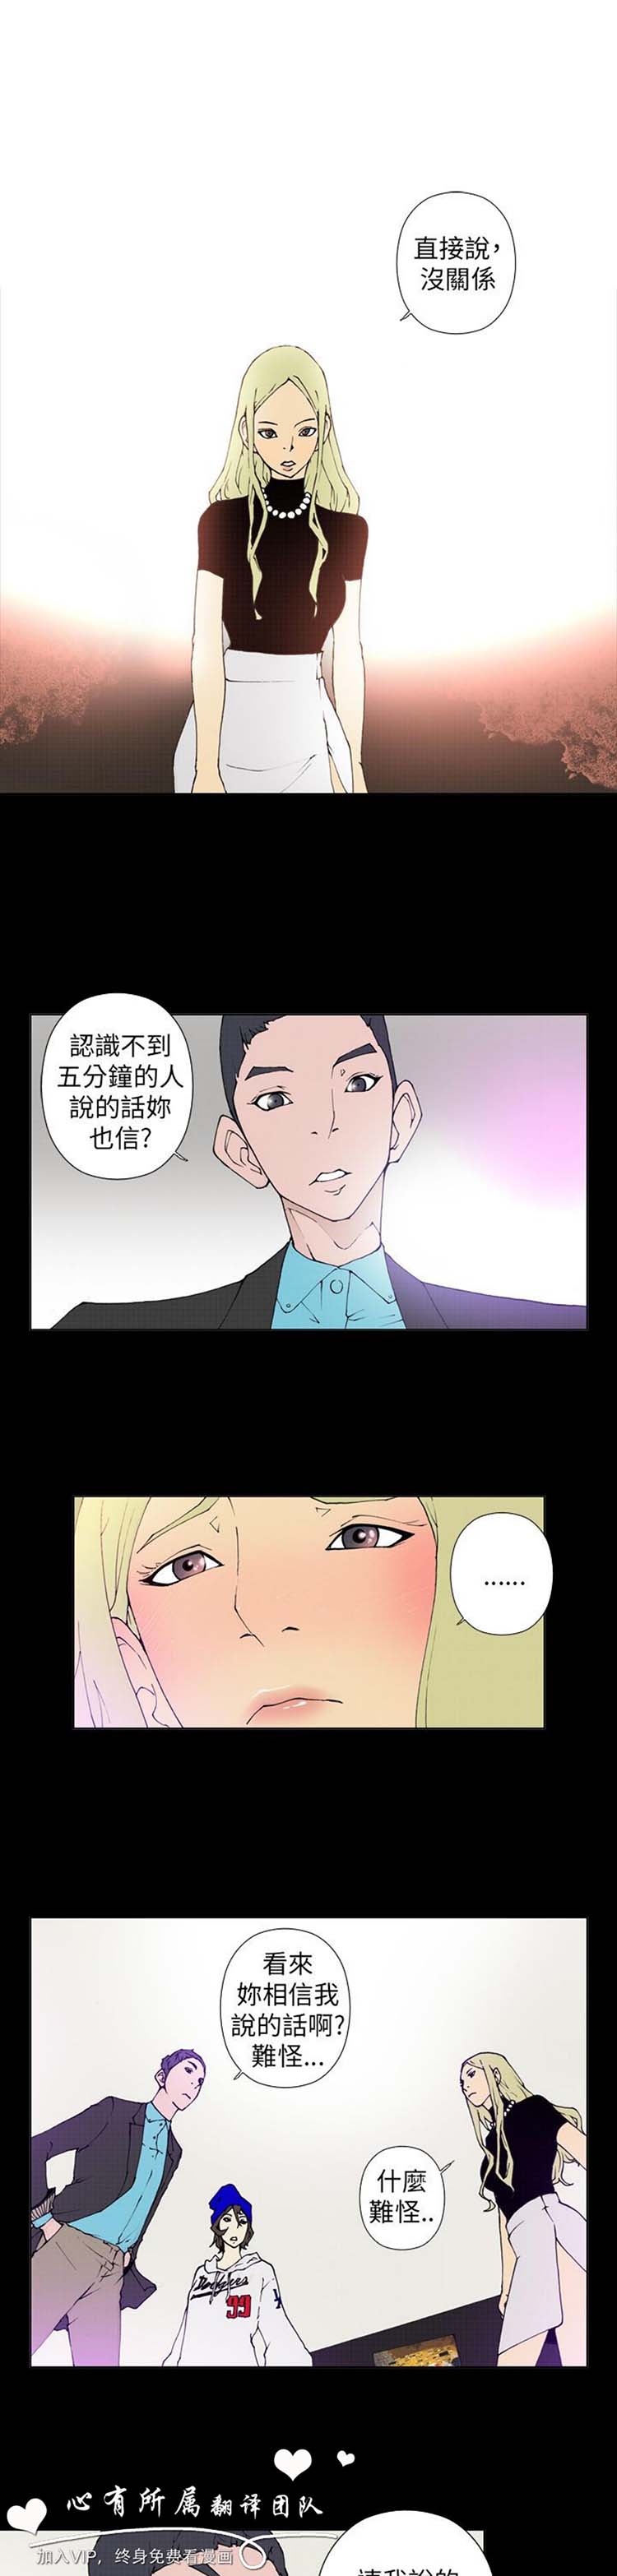 直接說，
沒關係
認識不到
五分鐘的人
說的話妳
也信?
......
看來
妳相信我
說的話啊?
難怪...
什麼
難怪..
Dodgers
99
心有所属翻译团队
加入VIP，终身免费看漫画